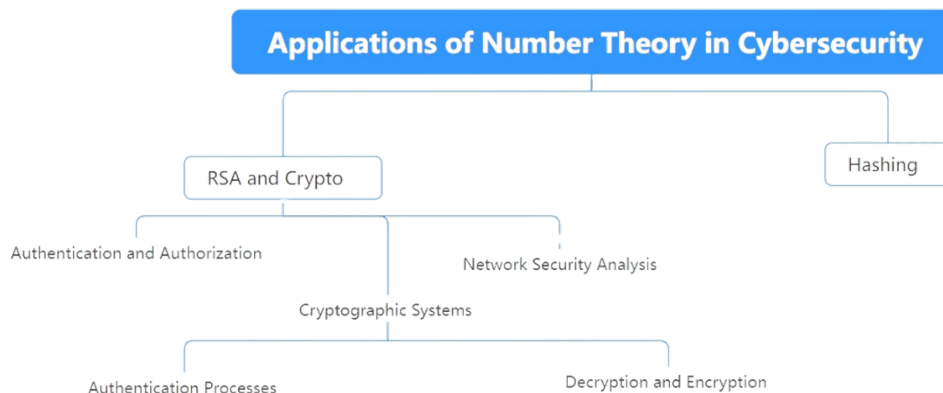 Applications of Number Theory in Cybersecurity
RSA and Crypto
Hashing
Authentication and Authorization
Network Security Analysis
Cryptographic Systems
Authentication Processes
Decryption and Encryption